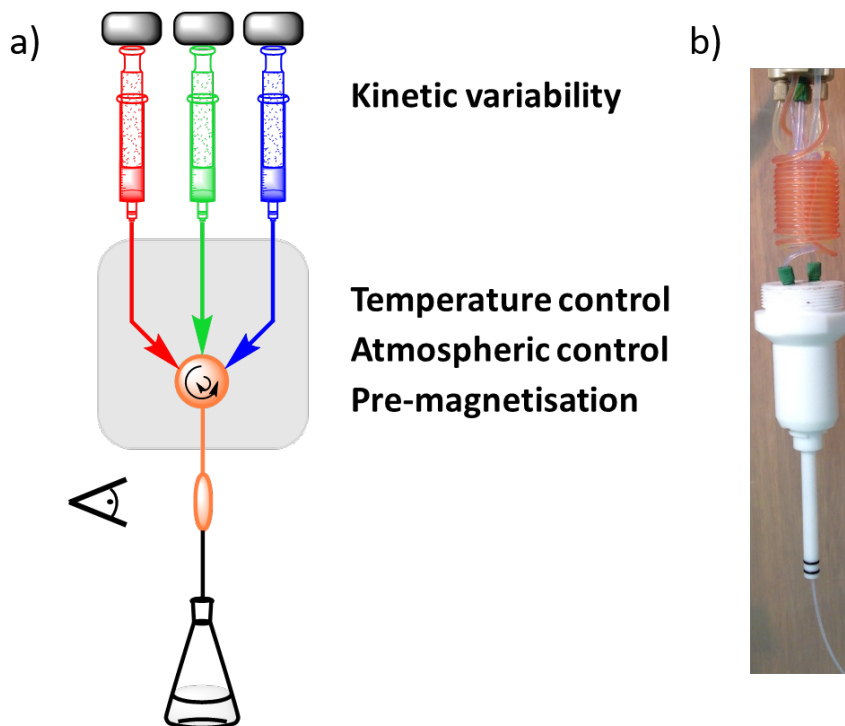 a)
b)
Kinetic variability
Temperature control
Atmospheric control
Pre-magnetisation